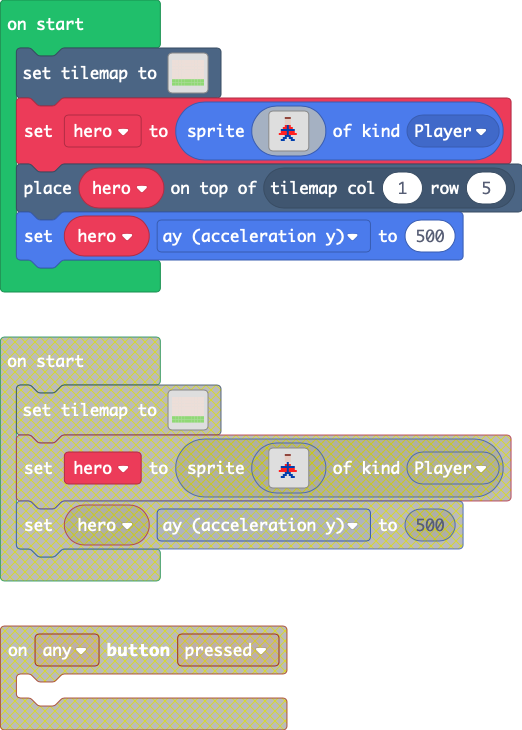 on start
set tilemap to
set hero to sprite of kind Player
place hero on top of tilemap col 1 row 5
set hero ay (acceleration y) to 500
on start
set tilemap to
set hero to sprite of kind Player
set hero ay (acceleration y) to 500
on any button pressed